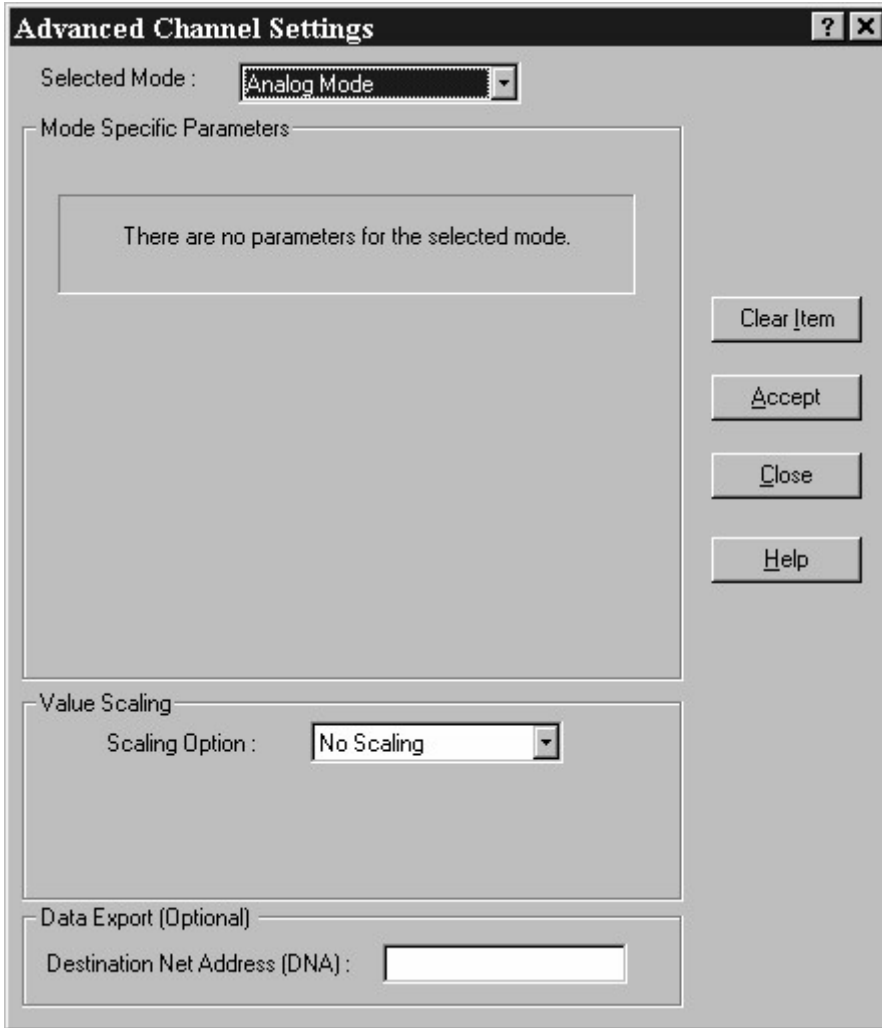 Advanced Channel Settings
Selected Mode : Analog Mode
Mode Specific Parameters
There are no parameters for the selected mode.
Clear Item
Accept
Close
Help
Value Scaling
Scaling Option : No Scaling
Data Export (Optional)
Destination Net Address (DNA) :